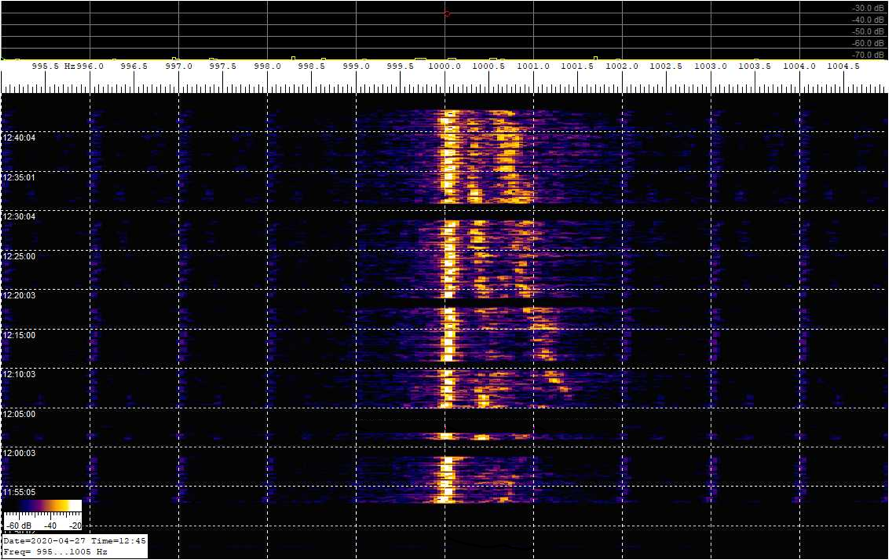 -30.0 dB
-40.0 dB
-50.0 dB
-60.0 dB
-70.0 dB
995.5 Hz 996.0 996.5 997.0 997.5 998.0 998.5 999.0 999.5 1000.0 1000.5 1001.0 1001.5 1002.0 1002.5 1003.0 1003.5 1004.0 1004.5
12:40:04
12:35:01
12:30:04
12:25:00
12:20:03
12:15:00
12:10:03
12:05:00
12:00:03
11:55:05
-60 dB -40 -20
Date=2020-04-27 Time=12:45
Freq= 995...1005 Hz